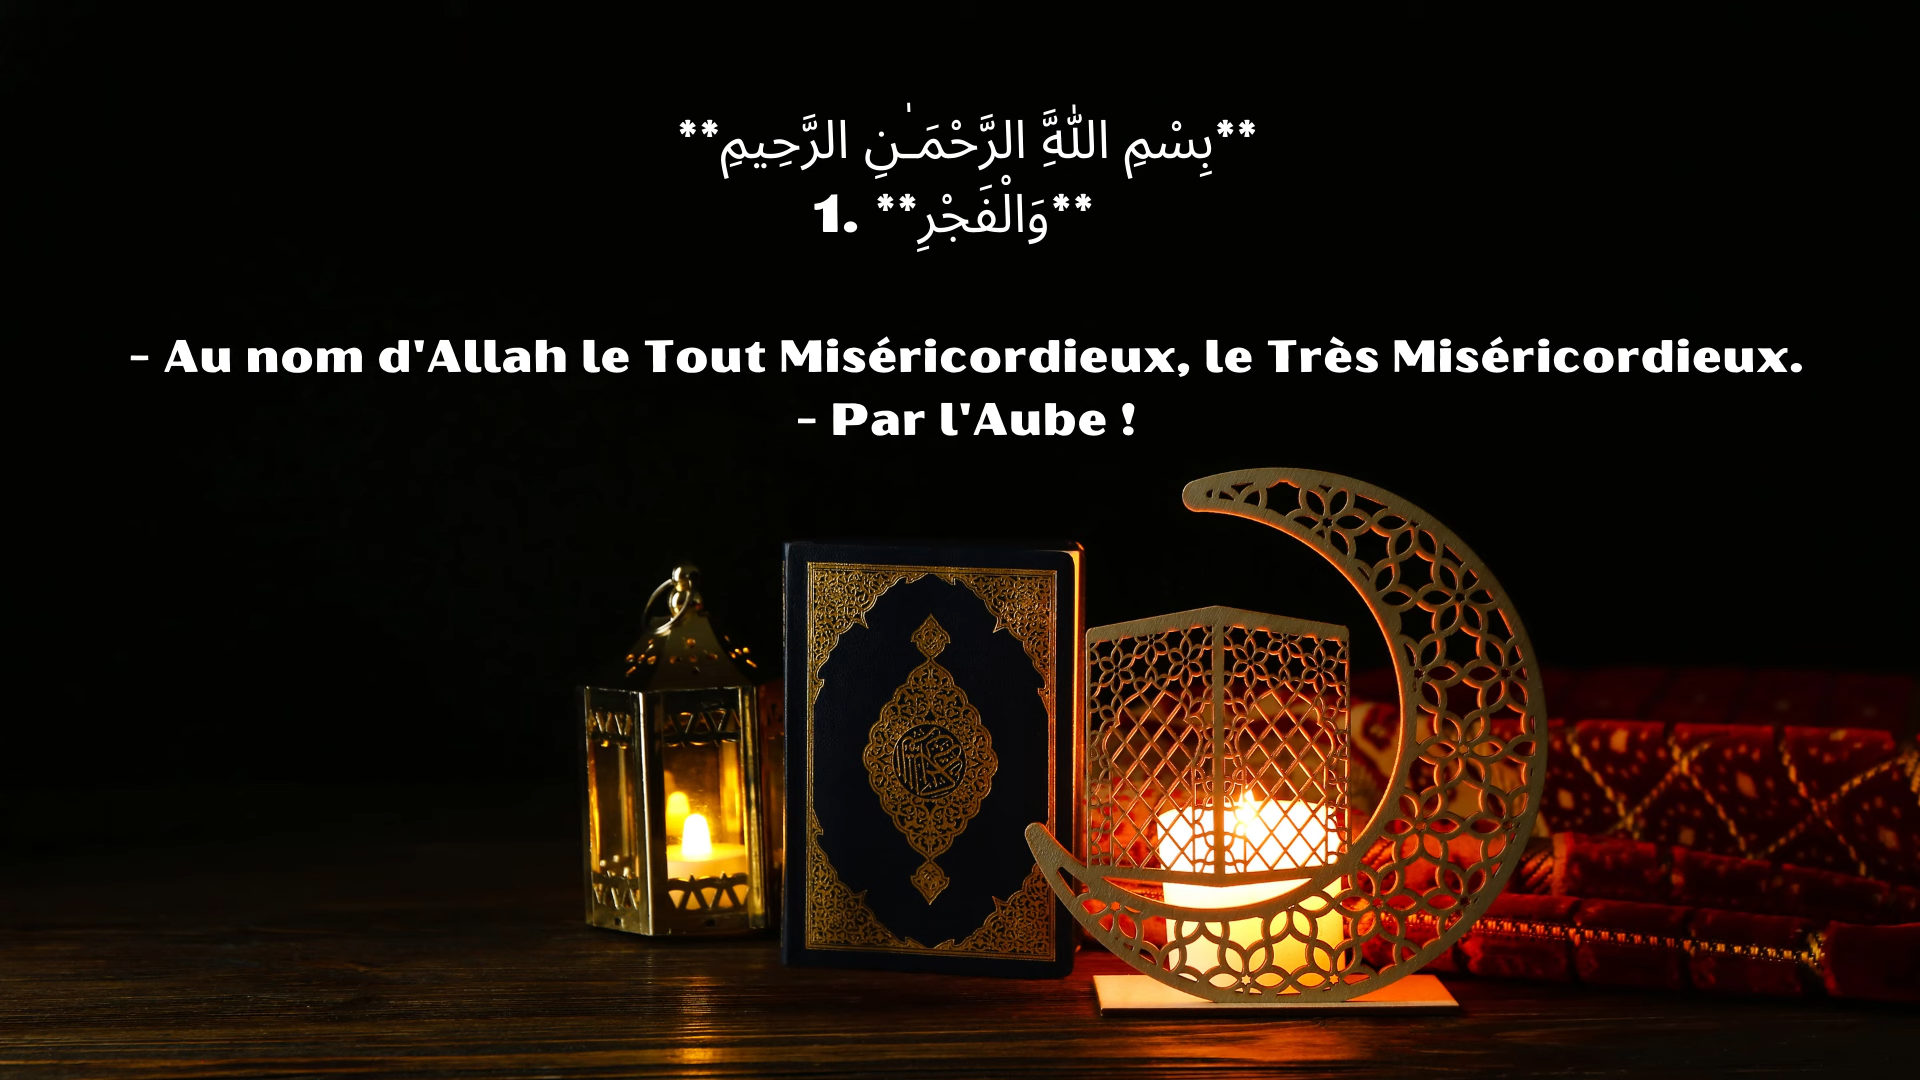 **بِسْمِ اللَّهِ الرَّحْمَـٰنِ الرَّحِيمِ**
1. **وَالْفَجْرِ**
- Au nom d'Allah le Tout Miséricordieux, le Très Miséricordieux.
- Par l'Aube !